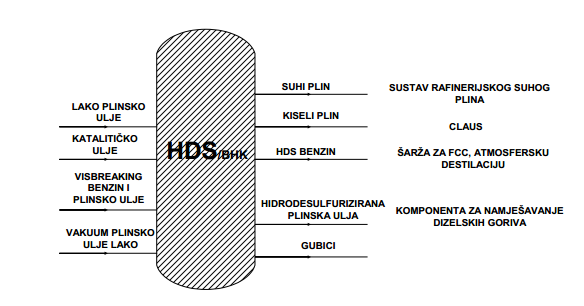 LAKO PLINSKO
ULJE
KATALITIČKO
ULJE
VISBREAKING
BENZIN I
PLINSKO ULJE
VAKUUM PLINSKO
ULJE LAKO
HDS/BHK
SUHI PLIN
KISELI PLIN
HDS BENZIN
HIDRODESULFURIZIRANA
PLINSKA ULJA
GUBICI
SUSTAV RAFINERIJSKOG SUHOG
PLINA
CLAUS
ŠARŽA ZA FCC, ATMOSFERSKU
DESTILACIJU
KOMPONENTA ZA NAMJEŠAVANJE
DIZELSKIH GORIVA